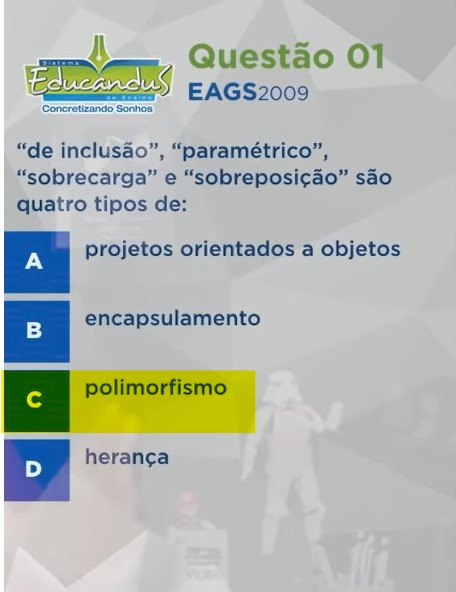 Sistema
Educandus
de Ensino
Concretizando Sonhos
Questão 01
EAGS2009
“de inclusão”, “paramétrico”,
“sobrecarga” e “sobreposição” são
quatro tipos de:
A projetos orientados a objetos
B encapsulamento
C polimorfismo
D herança